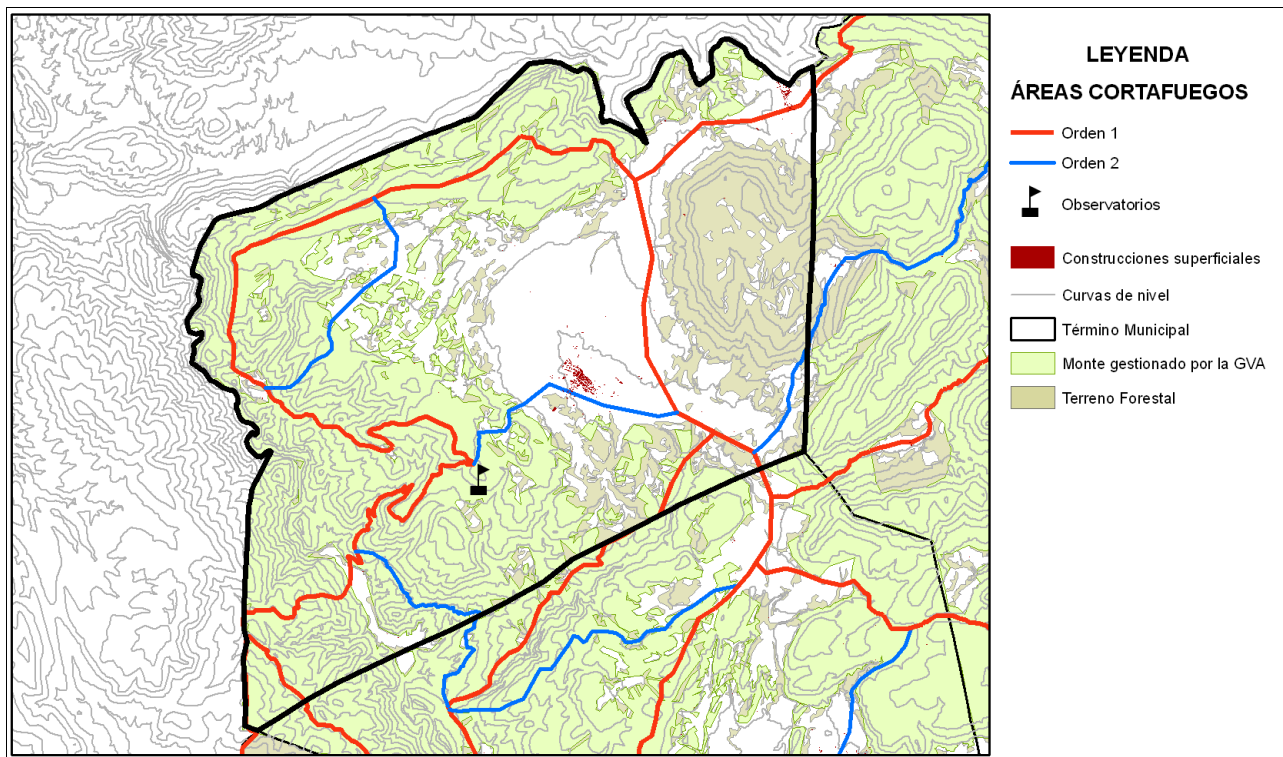 LEYENDA
ÁREAS CORTAFUEGOS
Orden 1
Orden 2
Observatorios
Construcciones superficiales
Curvas de nivel
Término Municipal
Monte gestionado por la GVA
Terreno Forestal